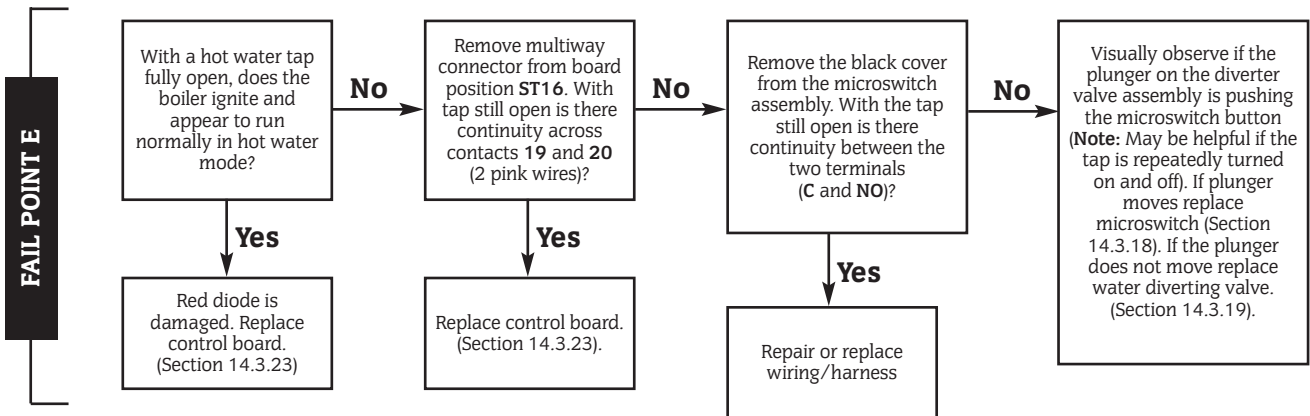 FAIL POINT E
With a hot water tap
fully open, does the
boiler ignite and
appear to run
normally in hot water
mode?
No
Remove multiway
connector from board
position ST16. With
tap still open is there
continuity across
contacts 19 and 20
(2 pink wires)?
No
Remove the black cover
from the microswitch
assembly. With the tap
still open is there
continuity between the
two terminals
(C and NO)?
No
Visually observe if the
plunger on the diverter
valve assembly is pushing
the microswitch button
(Note: May be helpful if the
tap is repeatedly turned
on and off). If plunger
moves replace
microswitch (Section
14.3.18). If the plunger
does not move replace
water diverting valve.
(Section 14.3.19).
Yes
Red diode is
damaged. Replace
control board.
(Section 14.3.23)
Yes
Replace control board.
(Section 14.3.23).
Yes
Repair or replace
wiring/harness